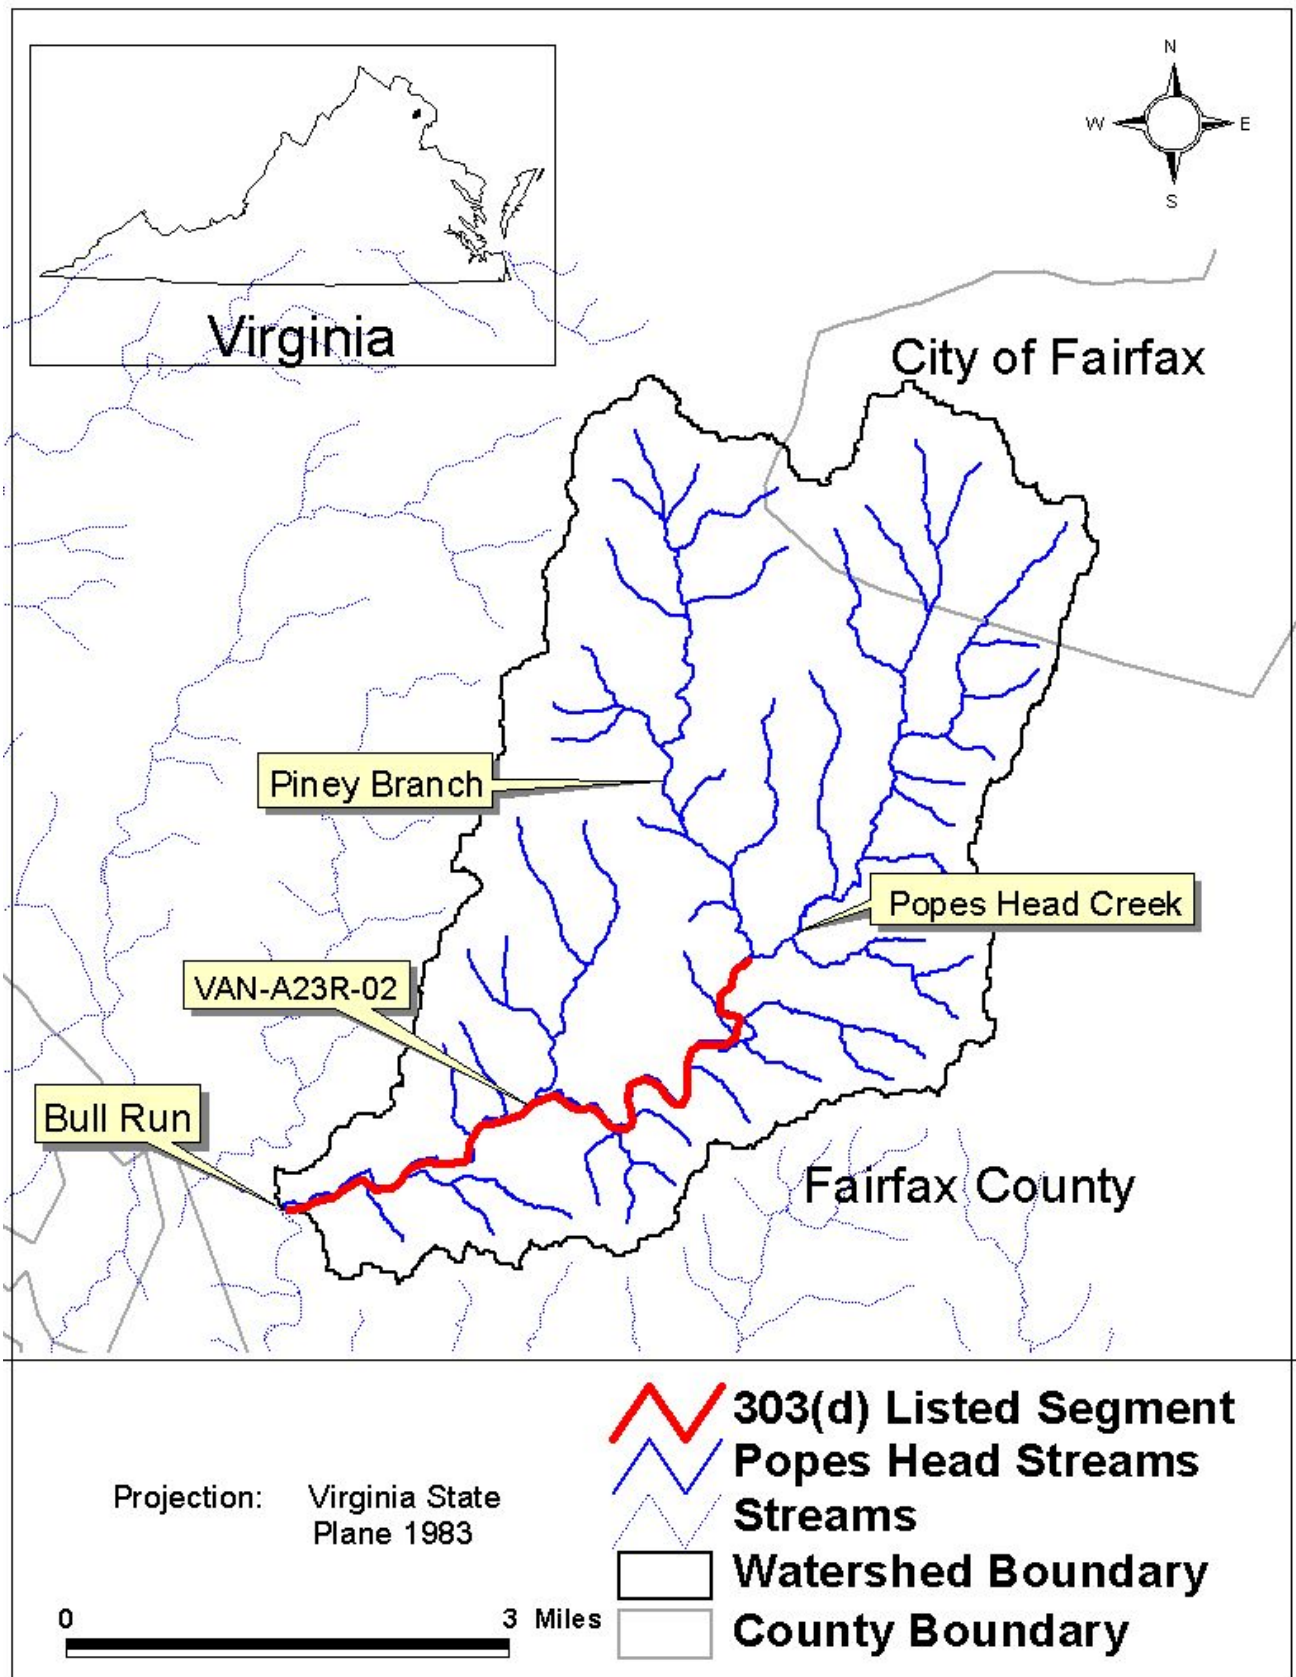 N
W
E
S
Virginia
City of Fairfax
Piney Branch
Popes Head Creek
VAN-A23R-02
Bull Run
Fairfax County
303(d) Listed Segment
Popes Head Streams
Streams
Watershed Boundary
County Boundary
Projection: Virginia State
Plane 1983
0 3 Miles